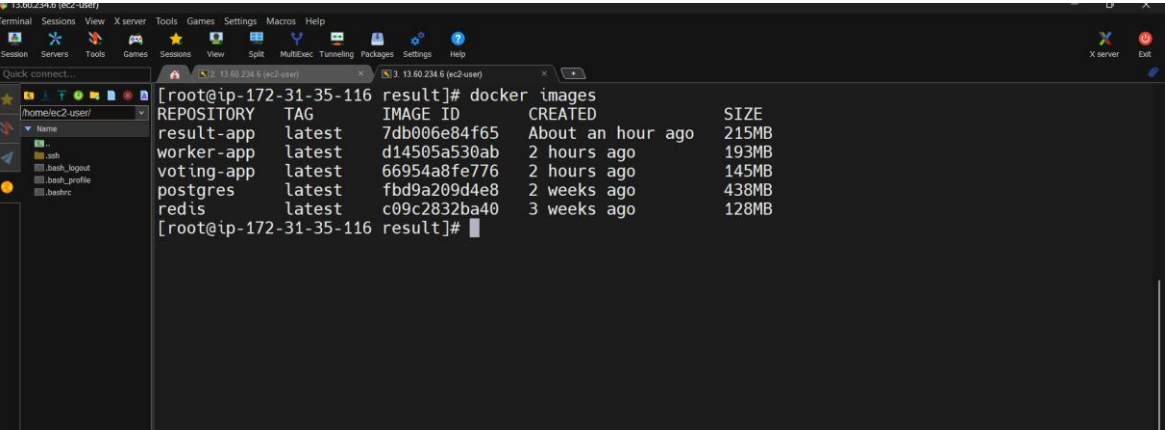 13.60.234.6 (ec2-user)
Terminal Sessions View X server Tools Games Settings Macros Help
Session Servers Tools Games Sessions View Split MultiExec Tunneling Packages Settings Help X server Exit
Quick connect...
2. 13.60.234.6 (ec2-user)
3. 13.60.234.6 (ec2-user)
/home/ec2-user/
Name
..
.ssh
.bash_logout
.bash_profile
.bashrc
[root@ip-172-31-35-116 result]# docker images
REPOSITORY TAG IMAGE ID CREATED SIZE
result-app latest 7db006e84f65 About an hour ago 215MB
worker-app latest d14505a530ab 2 hours ago 193MB
voting-app latest 66954a8fe776 2 hours ago 145MB
postgres latest fbd9a209d4e8 2 weeks ago 438MB
redis latest c09c2832ba40 3 weeks ago 128MB
[root@ip-172-31-35-116 result]#